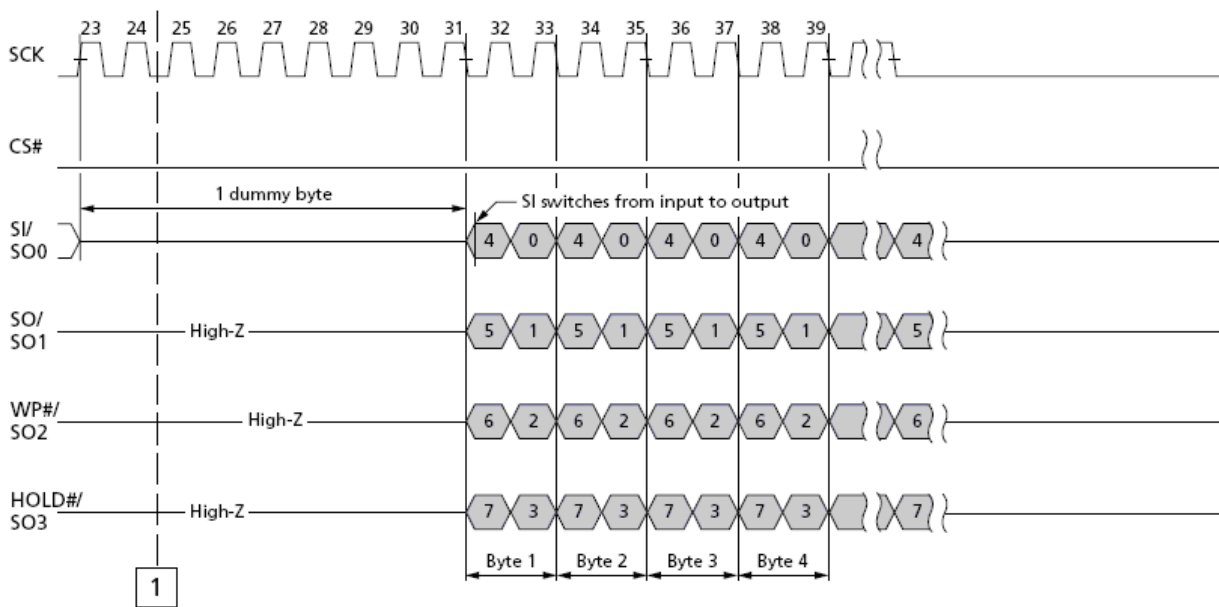 23 24 25 26 27 28 29 30 31 32 33 34 35 36 37 38 39
SCK
CS#
1 dummy byte
SI switches from input to output
SI/
SO0
4 0 4 0 4 0 4 0 4
SO/
SO1
High-Z
5 1 5 1 5 1 5 1 5
WP#/
SO2
High-Z
6 2 6 2 6 2 6 2 6
HOLD#/
SO3
High-Z
7 3 7 3 7 3 7 3 7
Byte 1 Byte 2 Byte 3 Byte 4
1